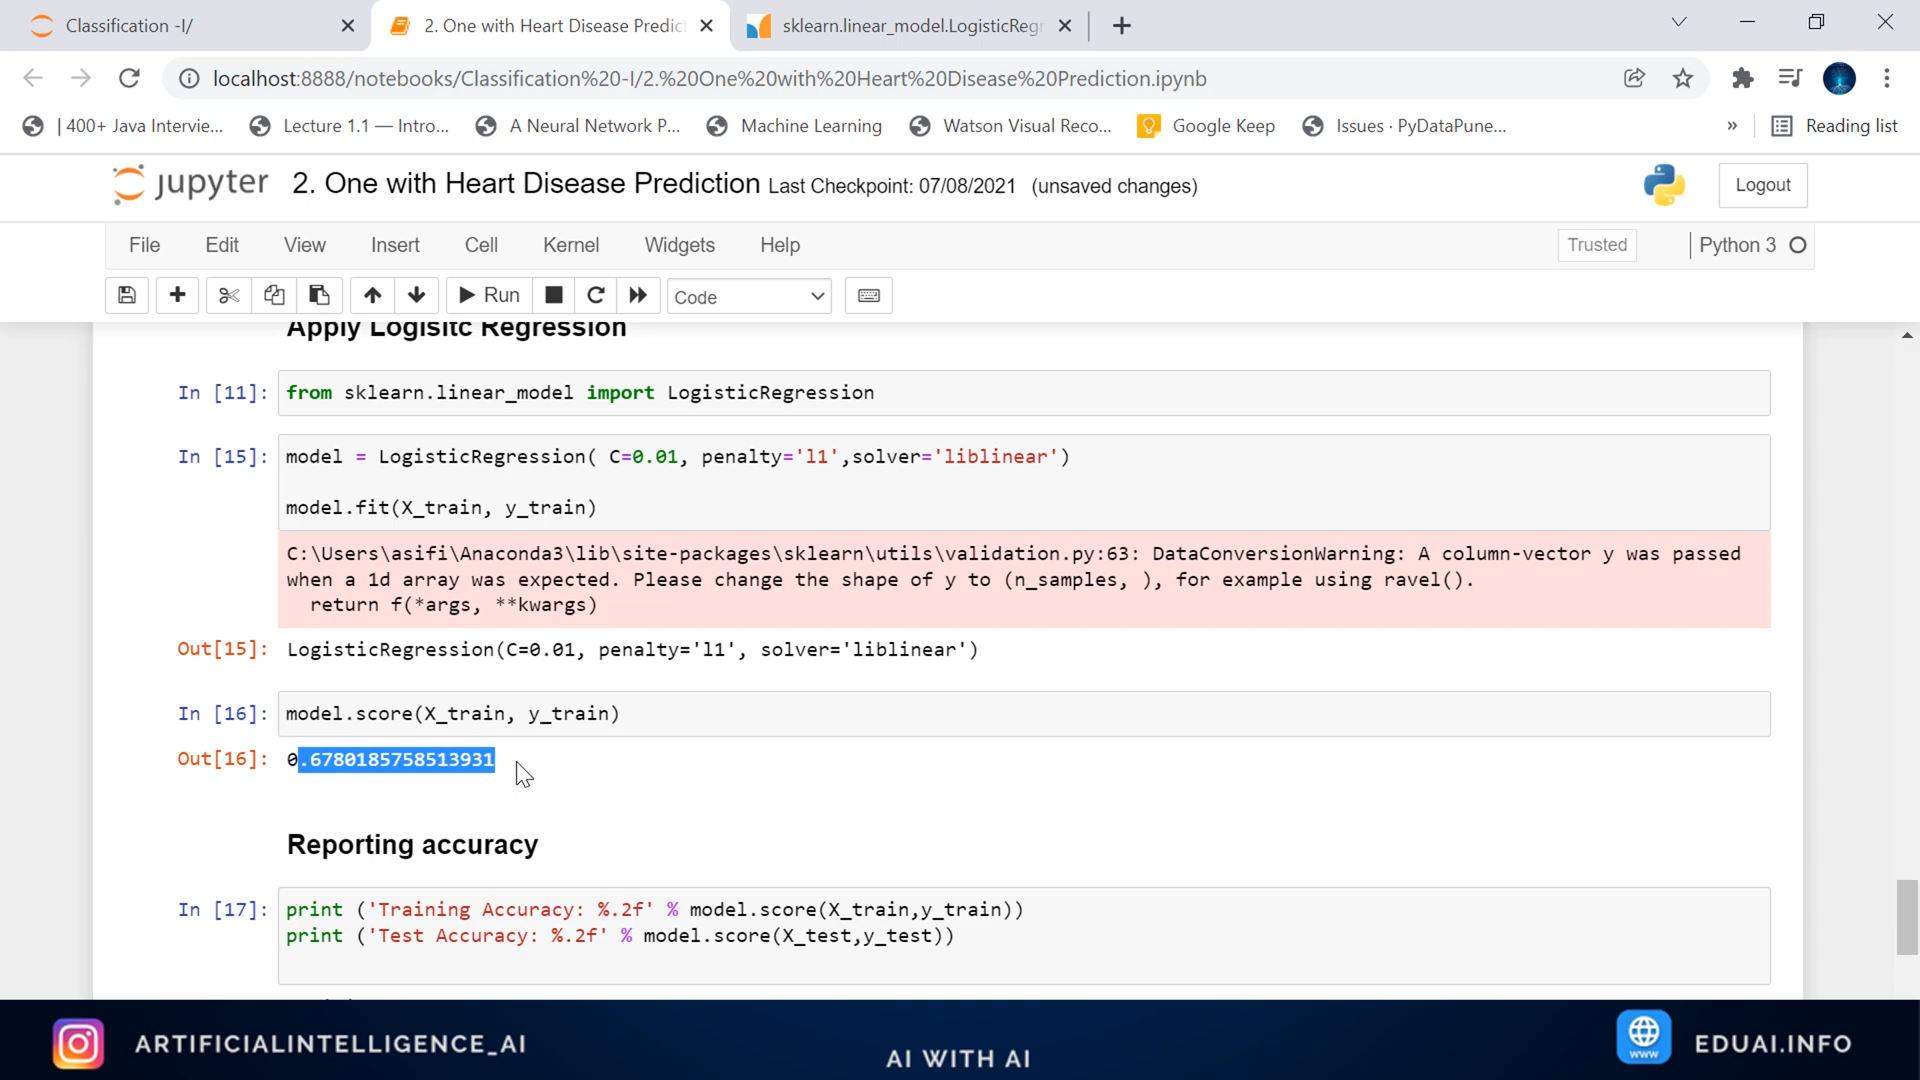 Classification -I/
2. One with Heart Disease Predict
sklearn.linear_model.LogisticRegr
localhost:8888/notebooks/Classification%20-I/2.%20One%20with%20Heart%20Disease%20Prediction.ipynb
| 400+ Java Intervie...
Lecture 1.1 — Intro...
A Neural Network P...
Machine Learning
Watson Visual Reco...
Google Keep
Issues · PyDataPune...
»
Reading list
jupyter 2. One with Heart Disease Prediction Last Checkpoint: 07/08/2021 (unsaved changes)
Logout
File Edit View Insert Cell Kernel Widgets Help
Trusted
Python 3
Run
Code
Apply Logisitc Regression
In [11]: from sklearn.linear_model import LogisticRegression
In [15]: model = LogisticRegression( C=0.01, penalty='l1',solver='liblinear')
model.fit(X_train, y_train)
C:\Users\asifi\Anaconda3\lib\site-packages\sklearn\utils\validation.py:63: DataConversionWarning: A column-vector y was passed
when a 1d array was expected. Please change the shape of y to (n_samples, ), for example using ravel().
return f(*args, **kwargs)
Out[15]: LogisticRegression(C=0.01, penalty='l1', solver='liblinear')
In [16]: model.score(X_train, y_train)
Out[16]: 0.6780185758513931
Reporting accuracy
In [17]: print ('Training Accuracy: %.2f' % model.score(X_train,y_train))
print ('Test Accuracy: %.2f' % model.score(X_test,y_test))
ARTIFICIALINTELLIGENCE_AI
AI WITH AI
WWW
EDUAI.INFO